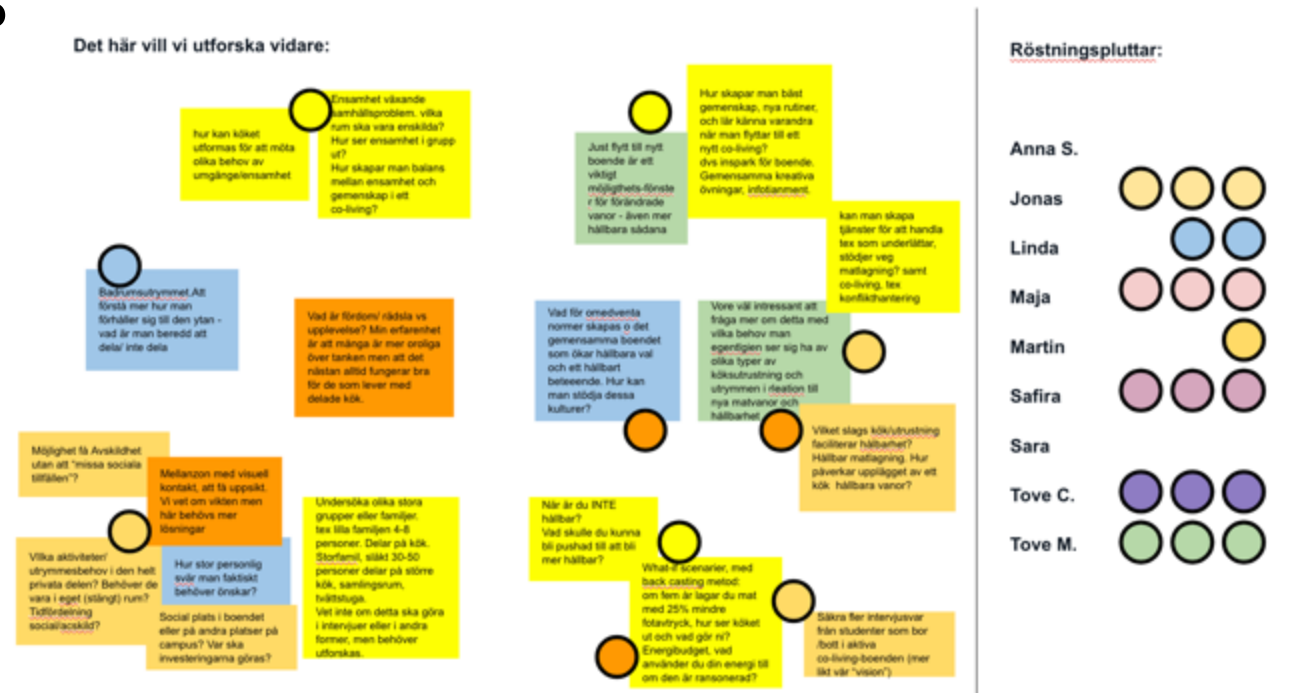 Det här vill vi utforska vidare:
hur kan köket
utformas för att möta
olika behov av
umgänge/ensamhet
Ensamhet växande
samhällsproblem. vilka
rum ska vara enskilda?
Hur ser ensamhet i grupp
ut?
Hur skapar man balans
mellan ensamhet och
gemenskap i ett
co-living?
Just flytt till nytt
boende är ett
viktigt
möjligthets-fönste
r för förändrade
vanor - även mer
hållbara sådana
Hur skapar man bäst
gemenskap, nya rutiner,
och lär känna varandra
när man flyttar till ett
nytt co-living?
dvs inspark för boende.
Gemensamma kreativa
övningar, infotianment.
kan man skapa
tjänster för att handla
tex som underlättar,
stödjer veg
matlagning? samt
co-living, tex
konflikthantering
Badrumsutrymmet.Att
förstå mer hur man
förhåller sig till den ytan -
vad är man beredd att
dela/ inte dela
Vad är fördom/ rädsla vs
upplevelse? Min erfarenhet
är att många är mer oroliga
över tanken men att det
nästan alltid fungerar bra
för de som lever med
delade kök.
Vad för omedventa
normer skapas o det
gemensamma boendet
som ökar hållbara val
och ett hållbart
beteeende. Hur kan
man stödja dessa
kulturer?
Vore väl intressant att
fråga mer om detta med
vilka behov man
egentligien ser sig ha av
olika typer av
köksutrustning och
utrymmen i rleation till
nya matvanor och
hållbarhet
Vilket slags kök/utrustning
faciliterar hålbarhet?
Hållbar matlagning. Hur
påverkar upplägget av ett
kök hållbara vanor?
Möjlighet få Avskildhet
utan att "missa sociala
tillfällen"?
Mellanzon med visuell
kontakt, att få uppsikt.
Vi vet om vikten men
här behövs mer
lösningar
Vilka aktiviteter/
utrymmesbehov i den helt
privata delen? Behöver de
vara i eget (stängt) rum?
Tidfördelning
social/acskild?
Hur stor personlig
svär man faktiskt
behöver önskar?
Social plats i boendet
eller på andra platser på
campus? Var ska
investeringarna göras?
Undersöka olika stora
grupper eller familjer.
tex lilla familjen 4-8
personer. Delar på kök.
Storfamil, släkt 30-50
personer delar på större
kök, samlingsrum,
tvättstuga.
Vet inte om detta ska göra
i intervjuer eller i andra
former, men behöver
utforskas.
När är du INTE
hållbar?
Vad skulle du kunna
bli pushad till att bli
mer hållbar?
What-if scenarier, med
back casting metod:
om fem år lagar du mat
med 25% mindre
fotavtryck, hur ser köket
ut och vad gör ni?
Energibudget, vad
använder du din energi till
om den är ransonerad?
Säkra fler intervjusvar
från studenter som bor
/bott i aktiva
co-living-boenden (mer
likt vår "vision")
Röstningspluttar:
Anna S.
Jonas
Linda
Maja
Martin
Safira
Sara
Tove C.
Tove M.